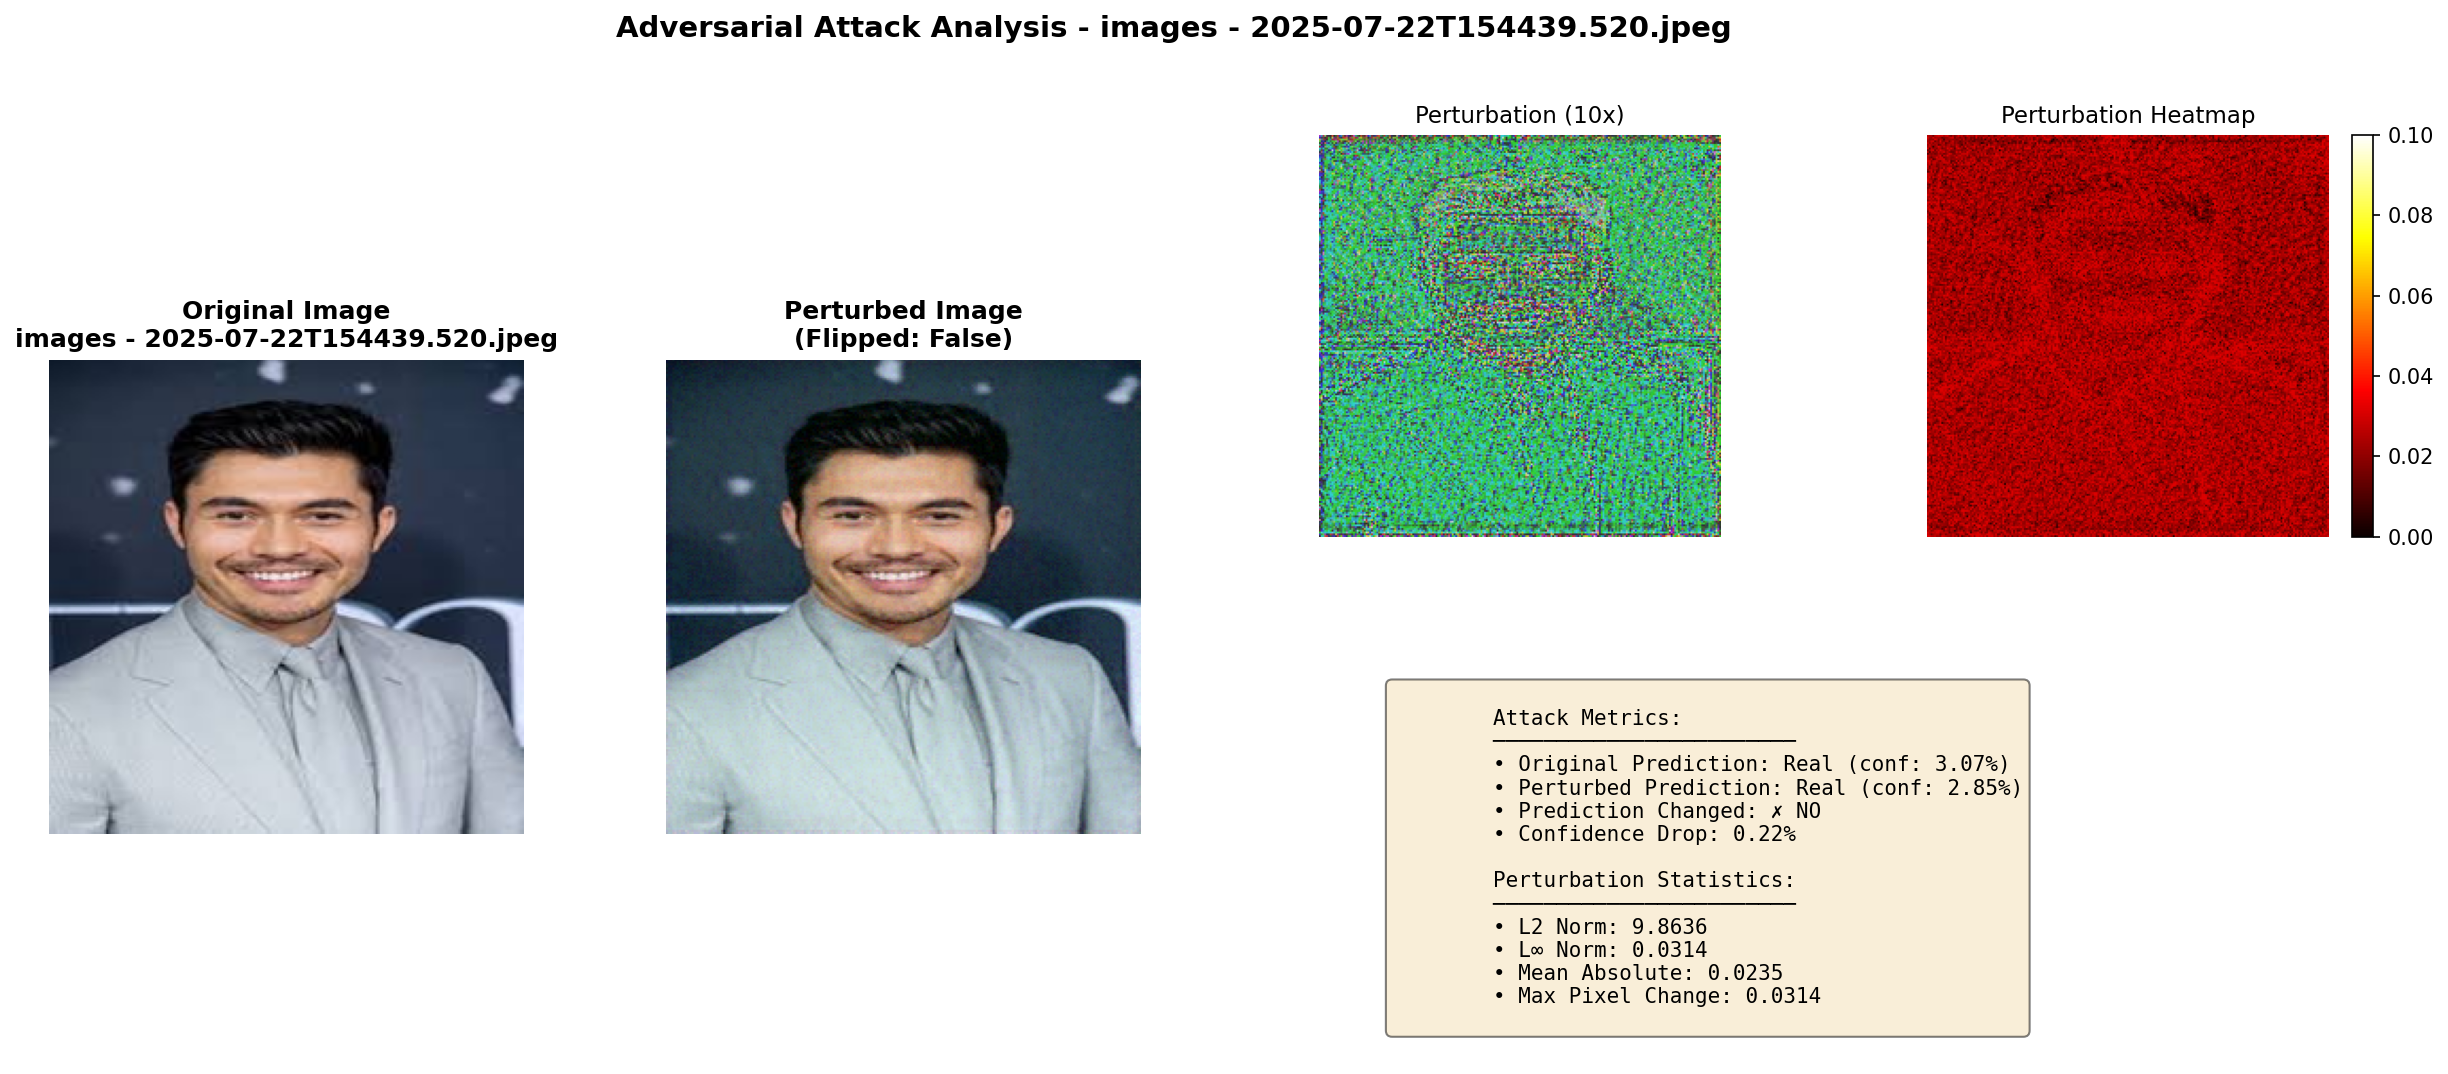 Adversarial Attack Analysis - images - 2025-07-22T154439.520.jpeg
Original Image
images - 2025-07-22T154439.520.jpeg
Perturbed Image
(Flipped: False)
Perturbation (10x)
Perturbation Heatmap
0.10
0.08
0.06
0.04
0.02
0.00
Attack Metrics:
• Original Prediction: Real (conf: 3.07%)
• Perturbed Prediction: Real (conf: 2.85%)
• Prediction Changed: ✗ NO
• Confidence Drop: 0.22%
Perturbation Statistics:
• L2 Norm: 9.8636
• L∞ Norm: 0.0314
• Mean Absolute: 0.0235
• Max Pixel Change: 0.0314